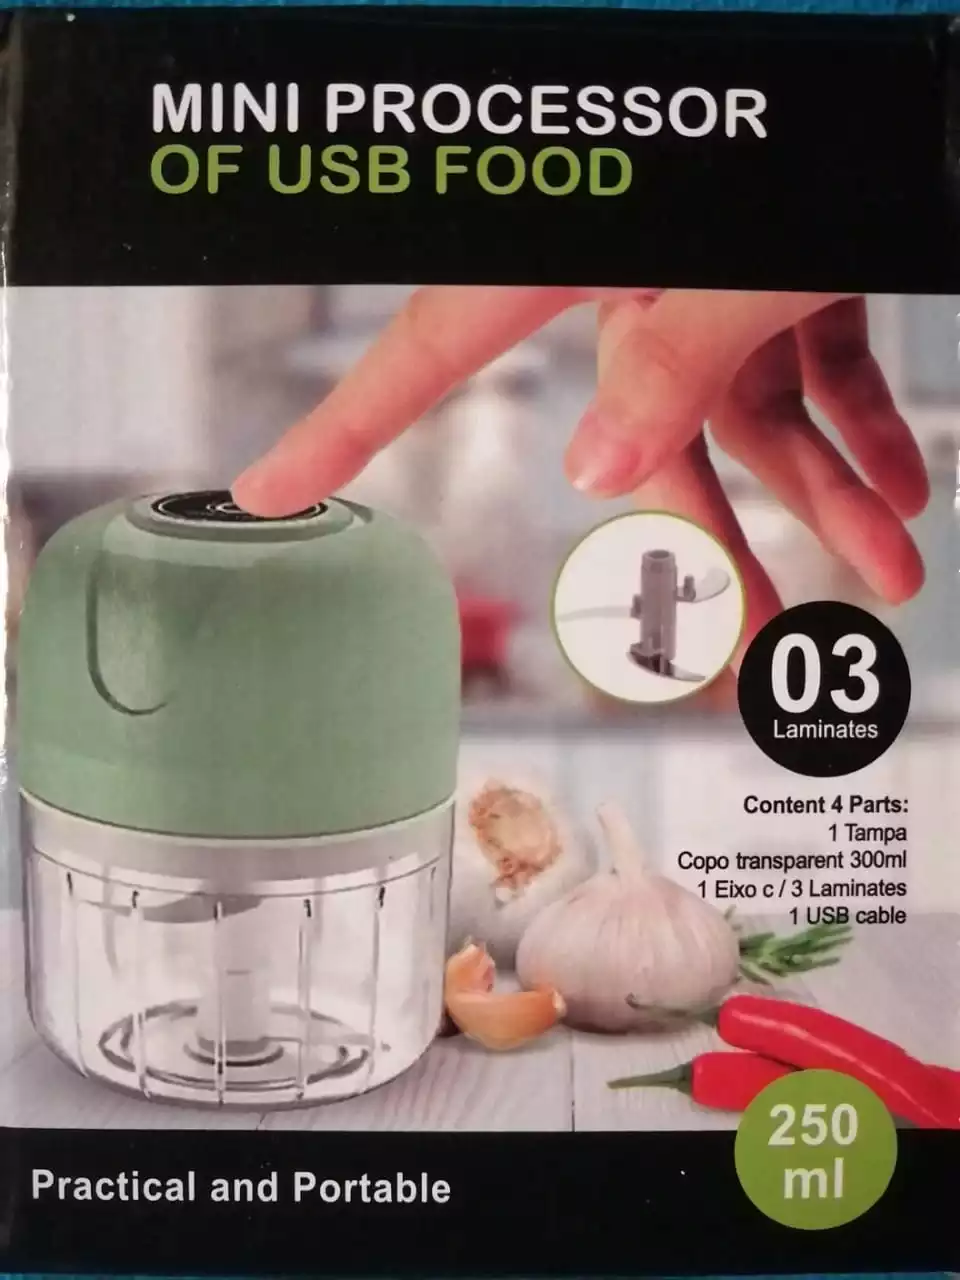 MINI PROCESSOR
OF USB FOOD
03
Laminates
Content 4 Parts:
1 Tampa
Copo transparent 300ml
1 Eixo c / 3 Laminates
1 USB cable
250
ml
Practical and Portable